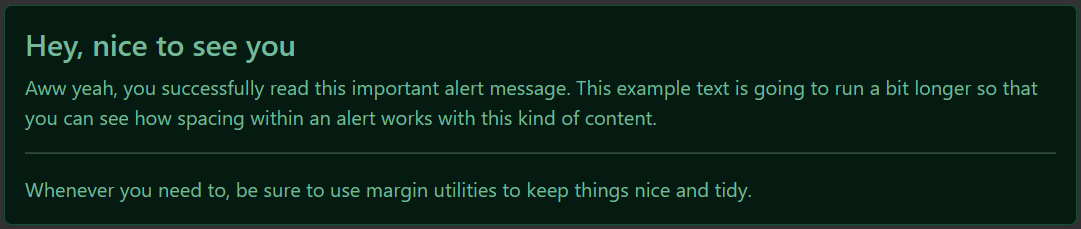 Hey, nice to see you
Aww yeah, you successfully read this important alert message. This example text is going to run a bit longer so that
you can see how spacing within an alert works with this kind of content.
Whenever you need to, be sure to use margin utilities to keep things nice and tidy.